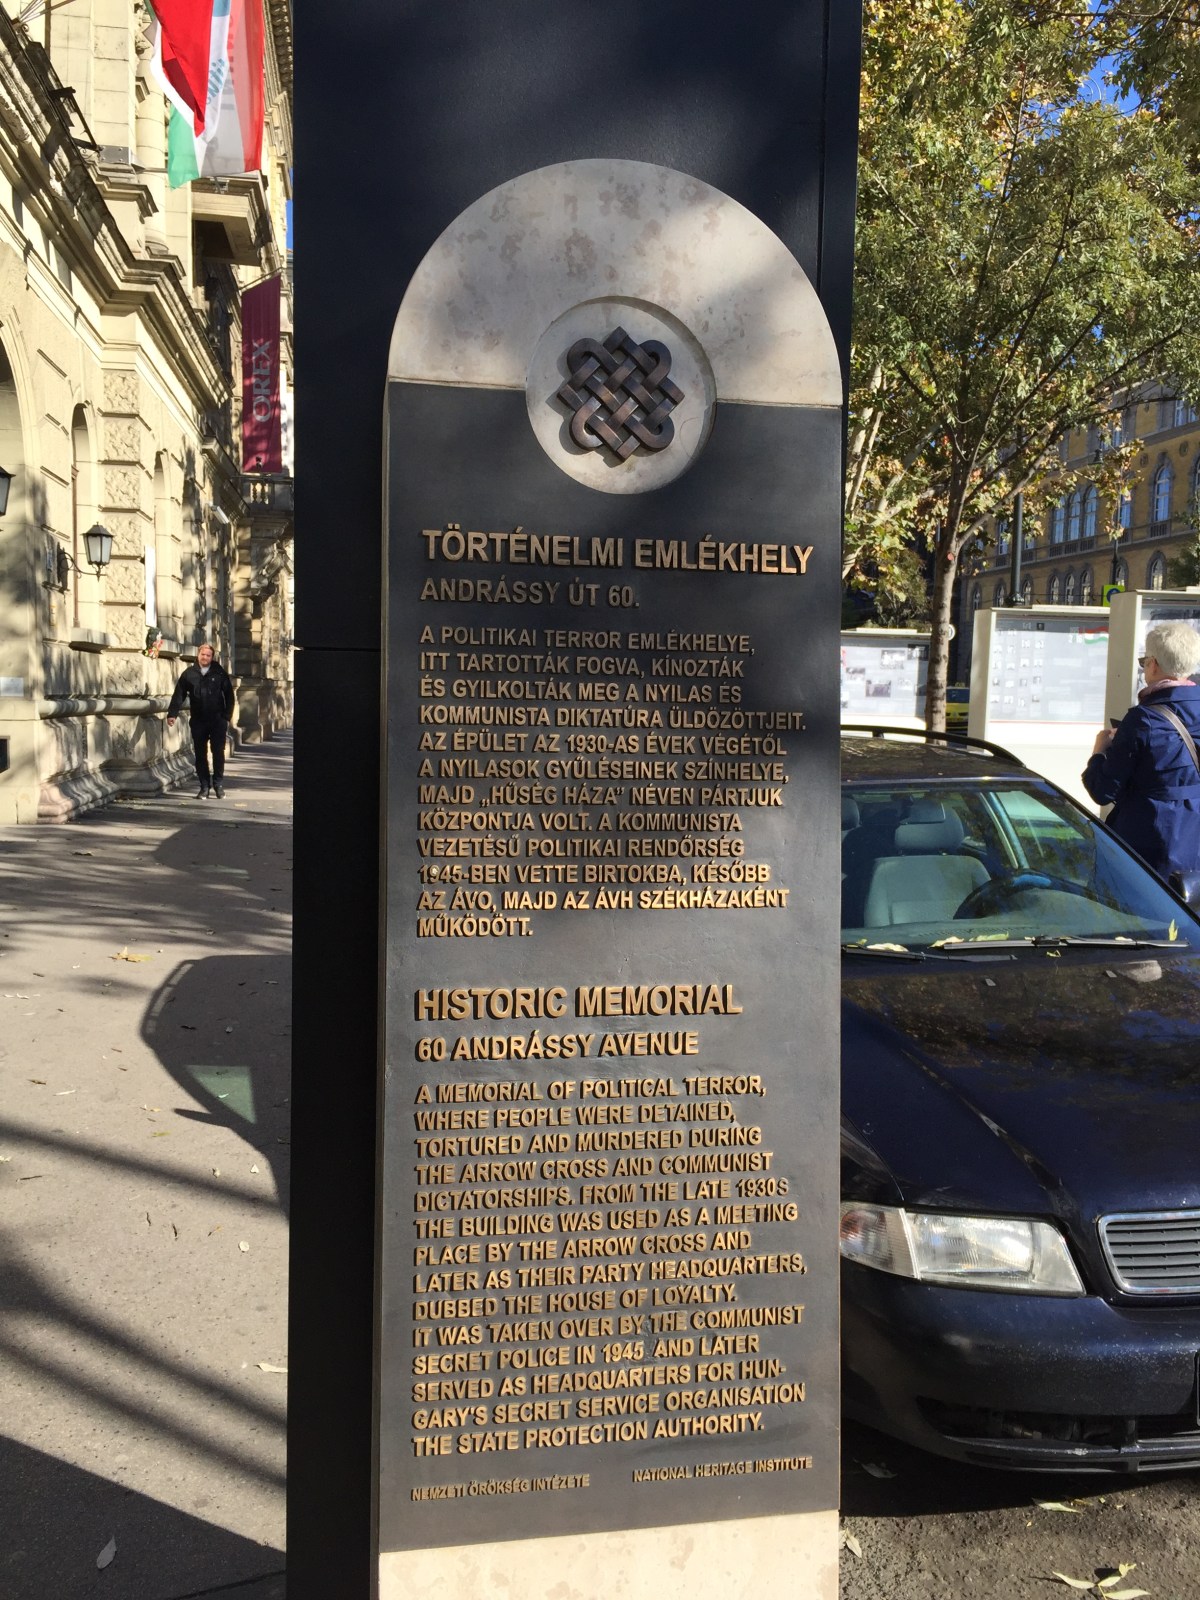 OREX
TÖRTÉNELMI EMLÉKHELY
ANDRÁSSY ÚT 60.
A POLITIKAI TERROR EMLÉKHELYE,
ITT TARTOTTÁK FOGVA, KÍNOZTÁK
ÉS GYILKOLTÁK MEG A NYILAS ÉS
KOMMUNISTA DIKTATÚRA ÜLDÖZÖTTJEIT.
AZ ÉPÜLET AZ 1930-AS ÉVEK VÉGÉTŐL
A NYILASOK GYŰLÉSEINEK SZÍNHELYE,
MAJD „HŰSÉG HÁZA” NÉVEN PÁRTJUK
KÖZPONTJA VOLT. A KOMMUNISTA
VEZETÉSŰ POLITIKAI RENDŐRSÉG
1945-BEN VETTE BIRTOKBA, KÉSŐBB
AZ ÁVO, MAJD AZ ÁVH SZÉKHÁZAKÉNT
MŰKÖDÖTT.
HISTORIC MEMORIAL
60 ANDRÁSSY AVENUE
A MEMORIAL OF POLITICAL TERROR,
WHERE PEOPLE WERE DETAINED,
TORTURED AND MURDERED DURING
THE ARROW CROSS AND COMMUNIST
DICTATORSHIPS. FROM THE LATE 1930S
THE BUILDING WAS USED AS A MEETING
PLACE BY THE ARROW CROSS AND
LATER AS THEIR PARTY HEADQUARTERS,
DUBBED THE HOUSE OF LOYALTY.
IT WAS TAKEN OVER BY THE COMMUNIST
SECRET POLICE IN 1945 AND LATER
SERVED AS HEADQUARTERS FOR HUN-
GARY'S SECRET SERVICE ORGANISATION
THE STATE PROTECTION AUTHORITY.
NEMZETI ÖRÖKSÉG INTÉZETE
NATIONAL HERITAGE INSTITUTE